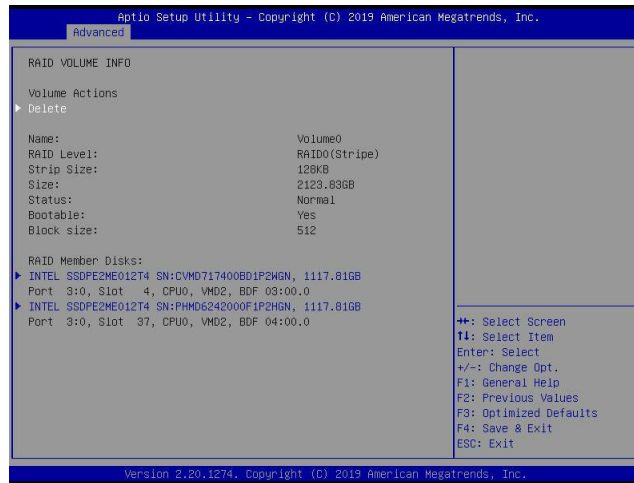 Aptio Setup Utility – Copyright (C) 2019 American Megatrends, Inc.
Advanced
RAID VOLUME INFO
Volume Actions
Delete
Name: Volume0
RAID Level: RAID0(Stripe)
Strip Size: 128KB
Size: 2123.83GB
Status: Normal
Bootable: Yes
Block size: 512
RAID Member Disks:
INTEL SSDPE2ME012T4 SN:CVMD717400BD1P2WGN, 1117.81GB
Port 3:0, Slot 4, CPU0, VMD2, BDF 03:00.0
INTEL SSDPE2ME012T4 SN:PHMD6242000F1P2HGN, 1117.81GB
Port 3:0, Slot 37, CPU0, VMD2, BDF 04:00.0
→←: Select Screen
↑↓: Select Item
Enter: Select
+/-: Change Opt.
F1: General Help
F2: Previous Values
F3: Optimized Defaults
F4: Save & Exit
ESC: Exit
Version 2.20.1274. Copyright (C) 2019 American Megatrends, Inc.